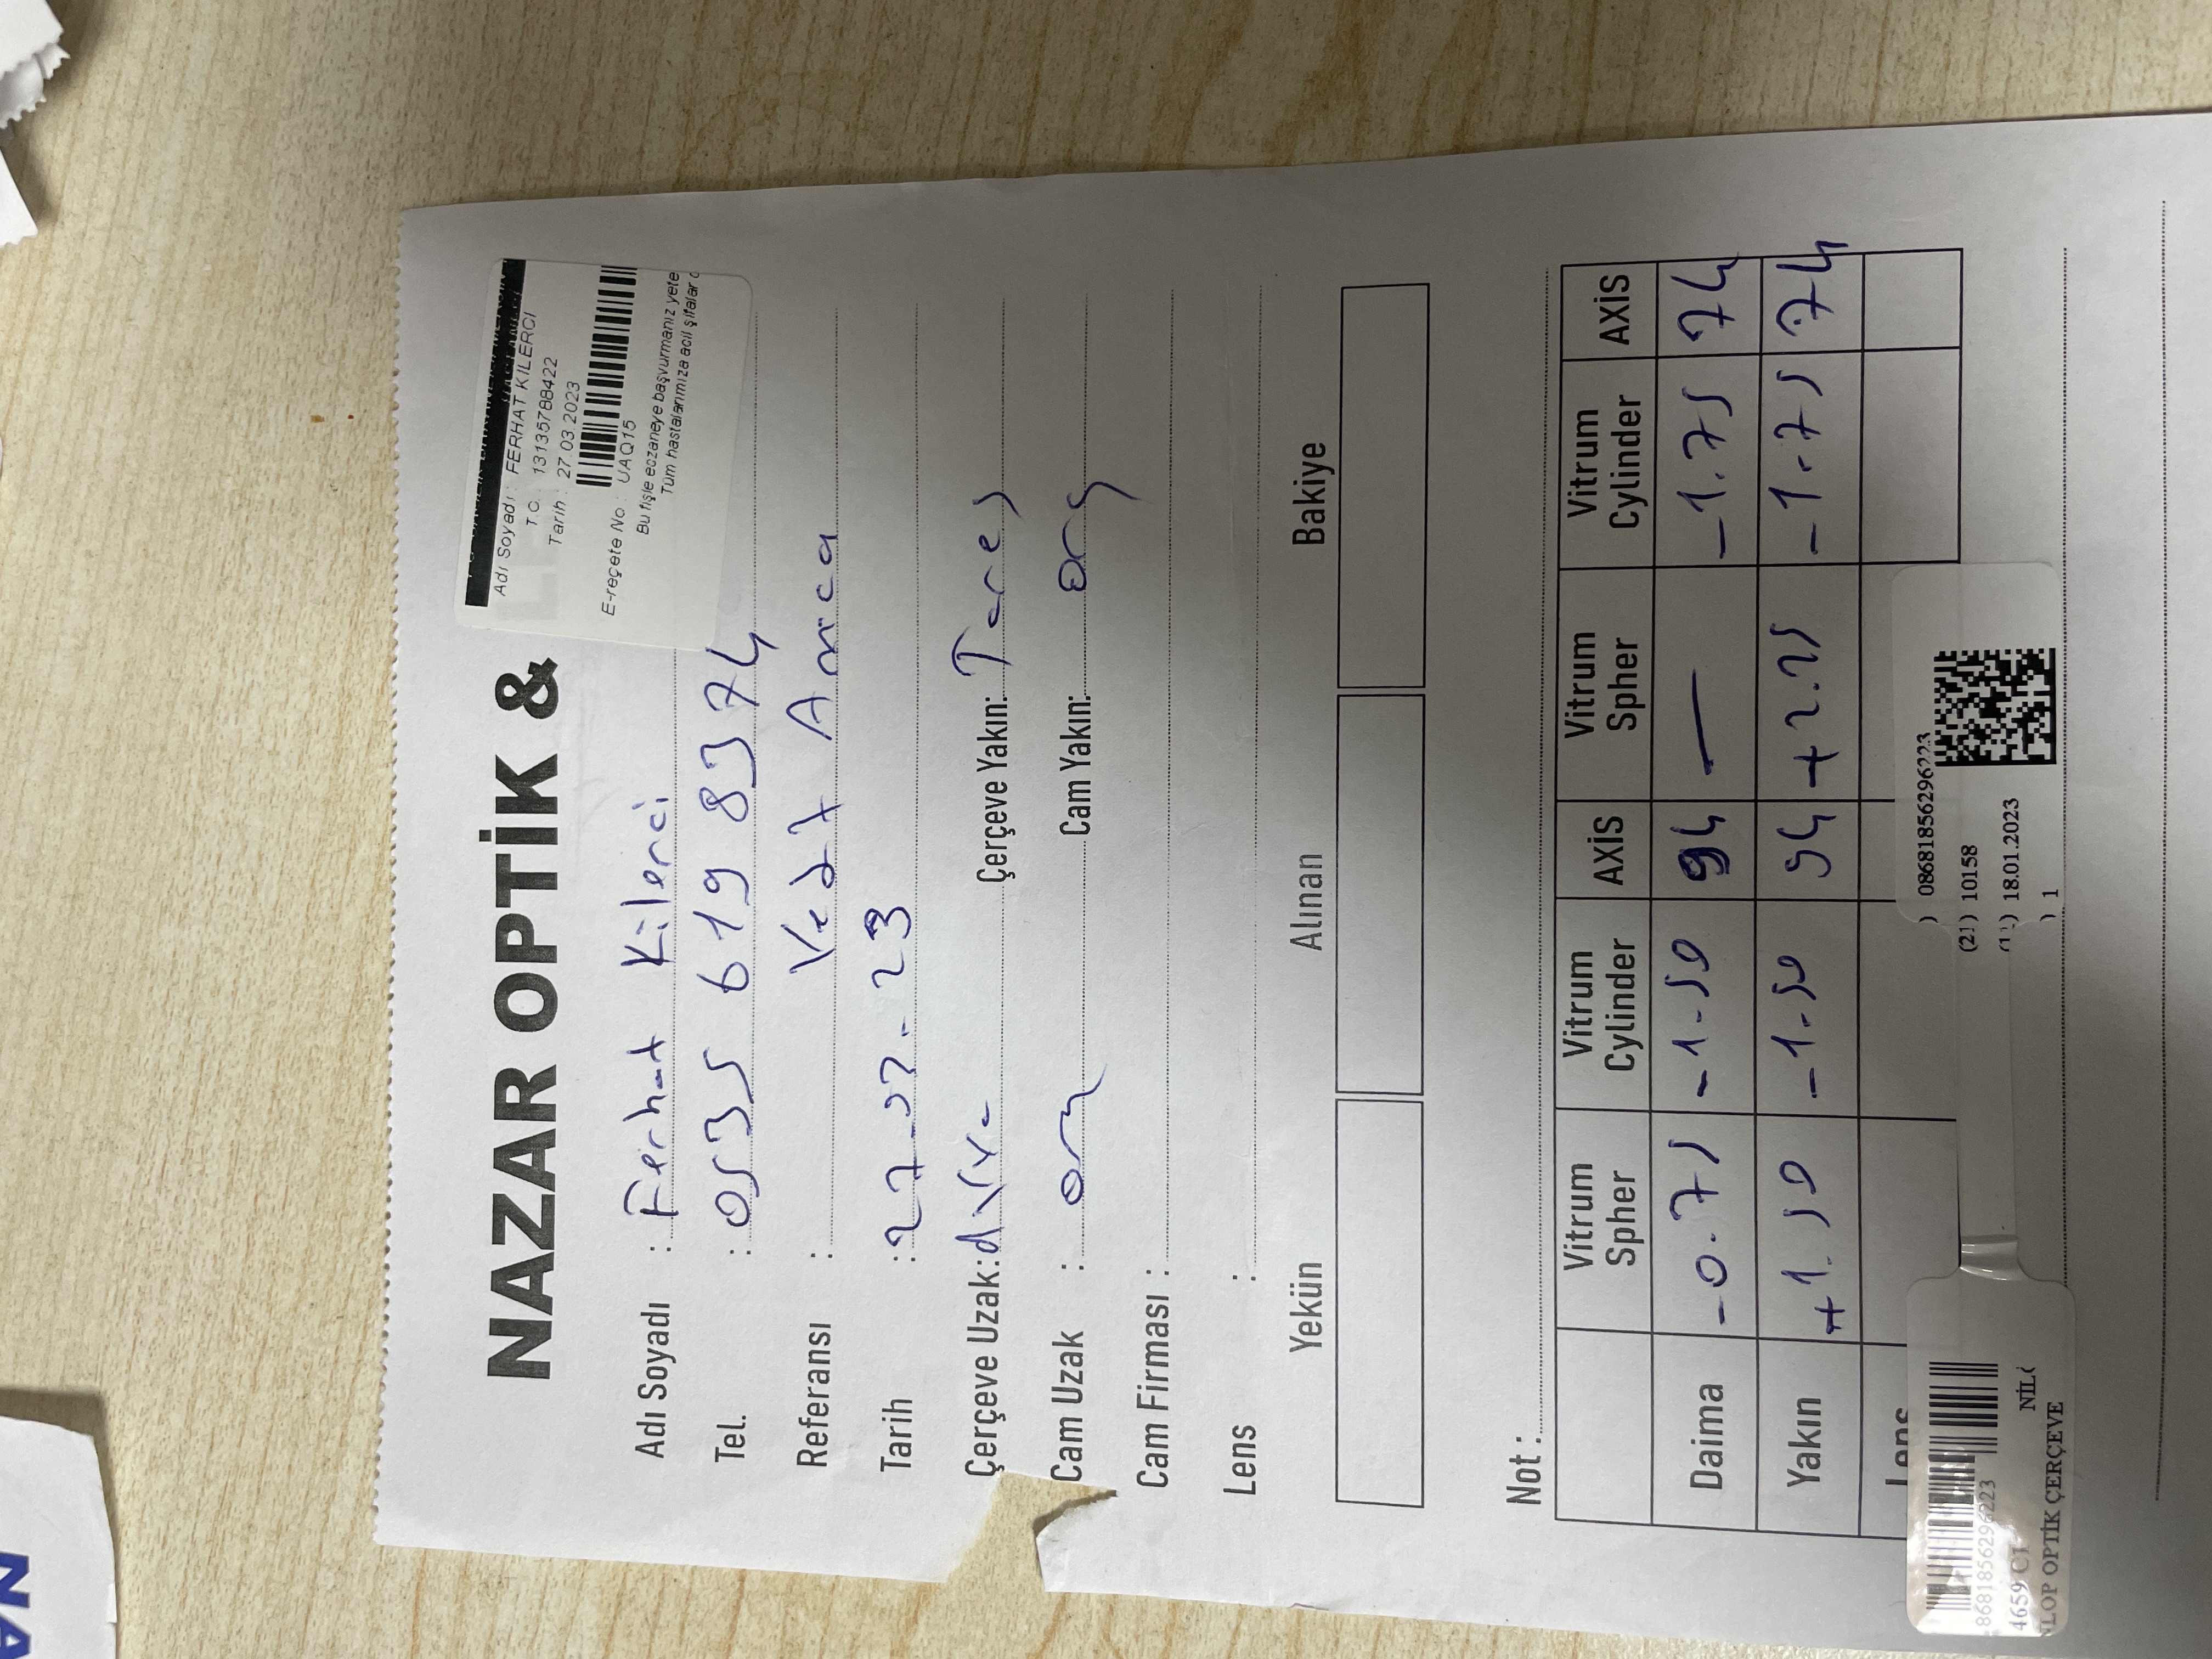 NA
NAZAR OPTİK &
Adı Soyadı : FERHAT KILERCI
T.C. : 13135788422
Tarih : 27.03.2023
E-reçete No : UAQ15
Bu fişle eczaneye başvurmanız yete
Tüm hastalarımıza acil şifalar d
Adı Soyadı : Ferhat Kilerci
Tel. : 0535 619 8374
Referansı : Amca
Tarih : 27-03-23
Çerçeve Uzak:
Çerçeve Yakın:
Cam Uzak : org
Cam Yakın: org
Cam Firması :
Lens :
Yekün Alınan Bakiye
Not :
Vitrum Spher Vitrum Cylinder AXİS Vitrum Spher Vitrum Cylinder AXİS
Daima -0.75 -1.50 94 — -1.75 74
Yakın +1.50 -1.50 94 +2.25 -1.75 74
Lens
8681856296223
4659 C1 NİL
LOP OPTİK ÇERÇEVE
) 08681856296223
(21) 10158
(11) 18.01.2023
) 1